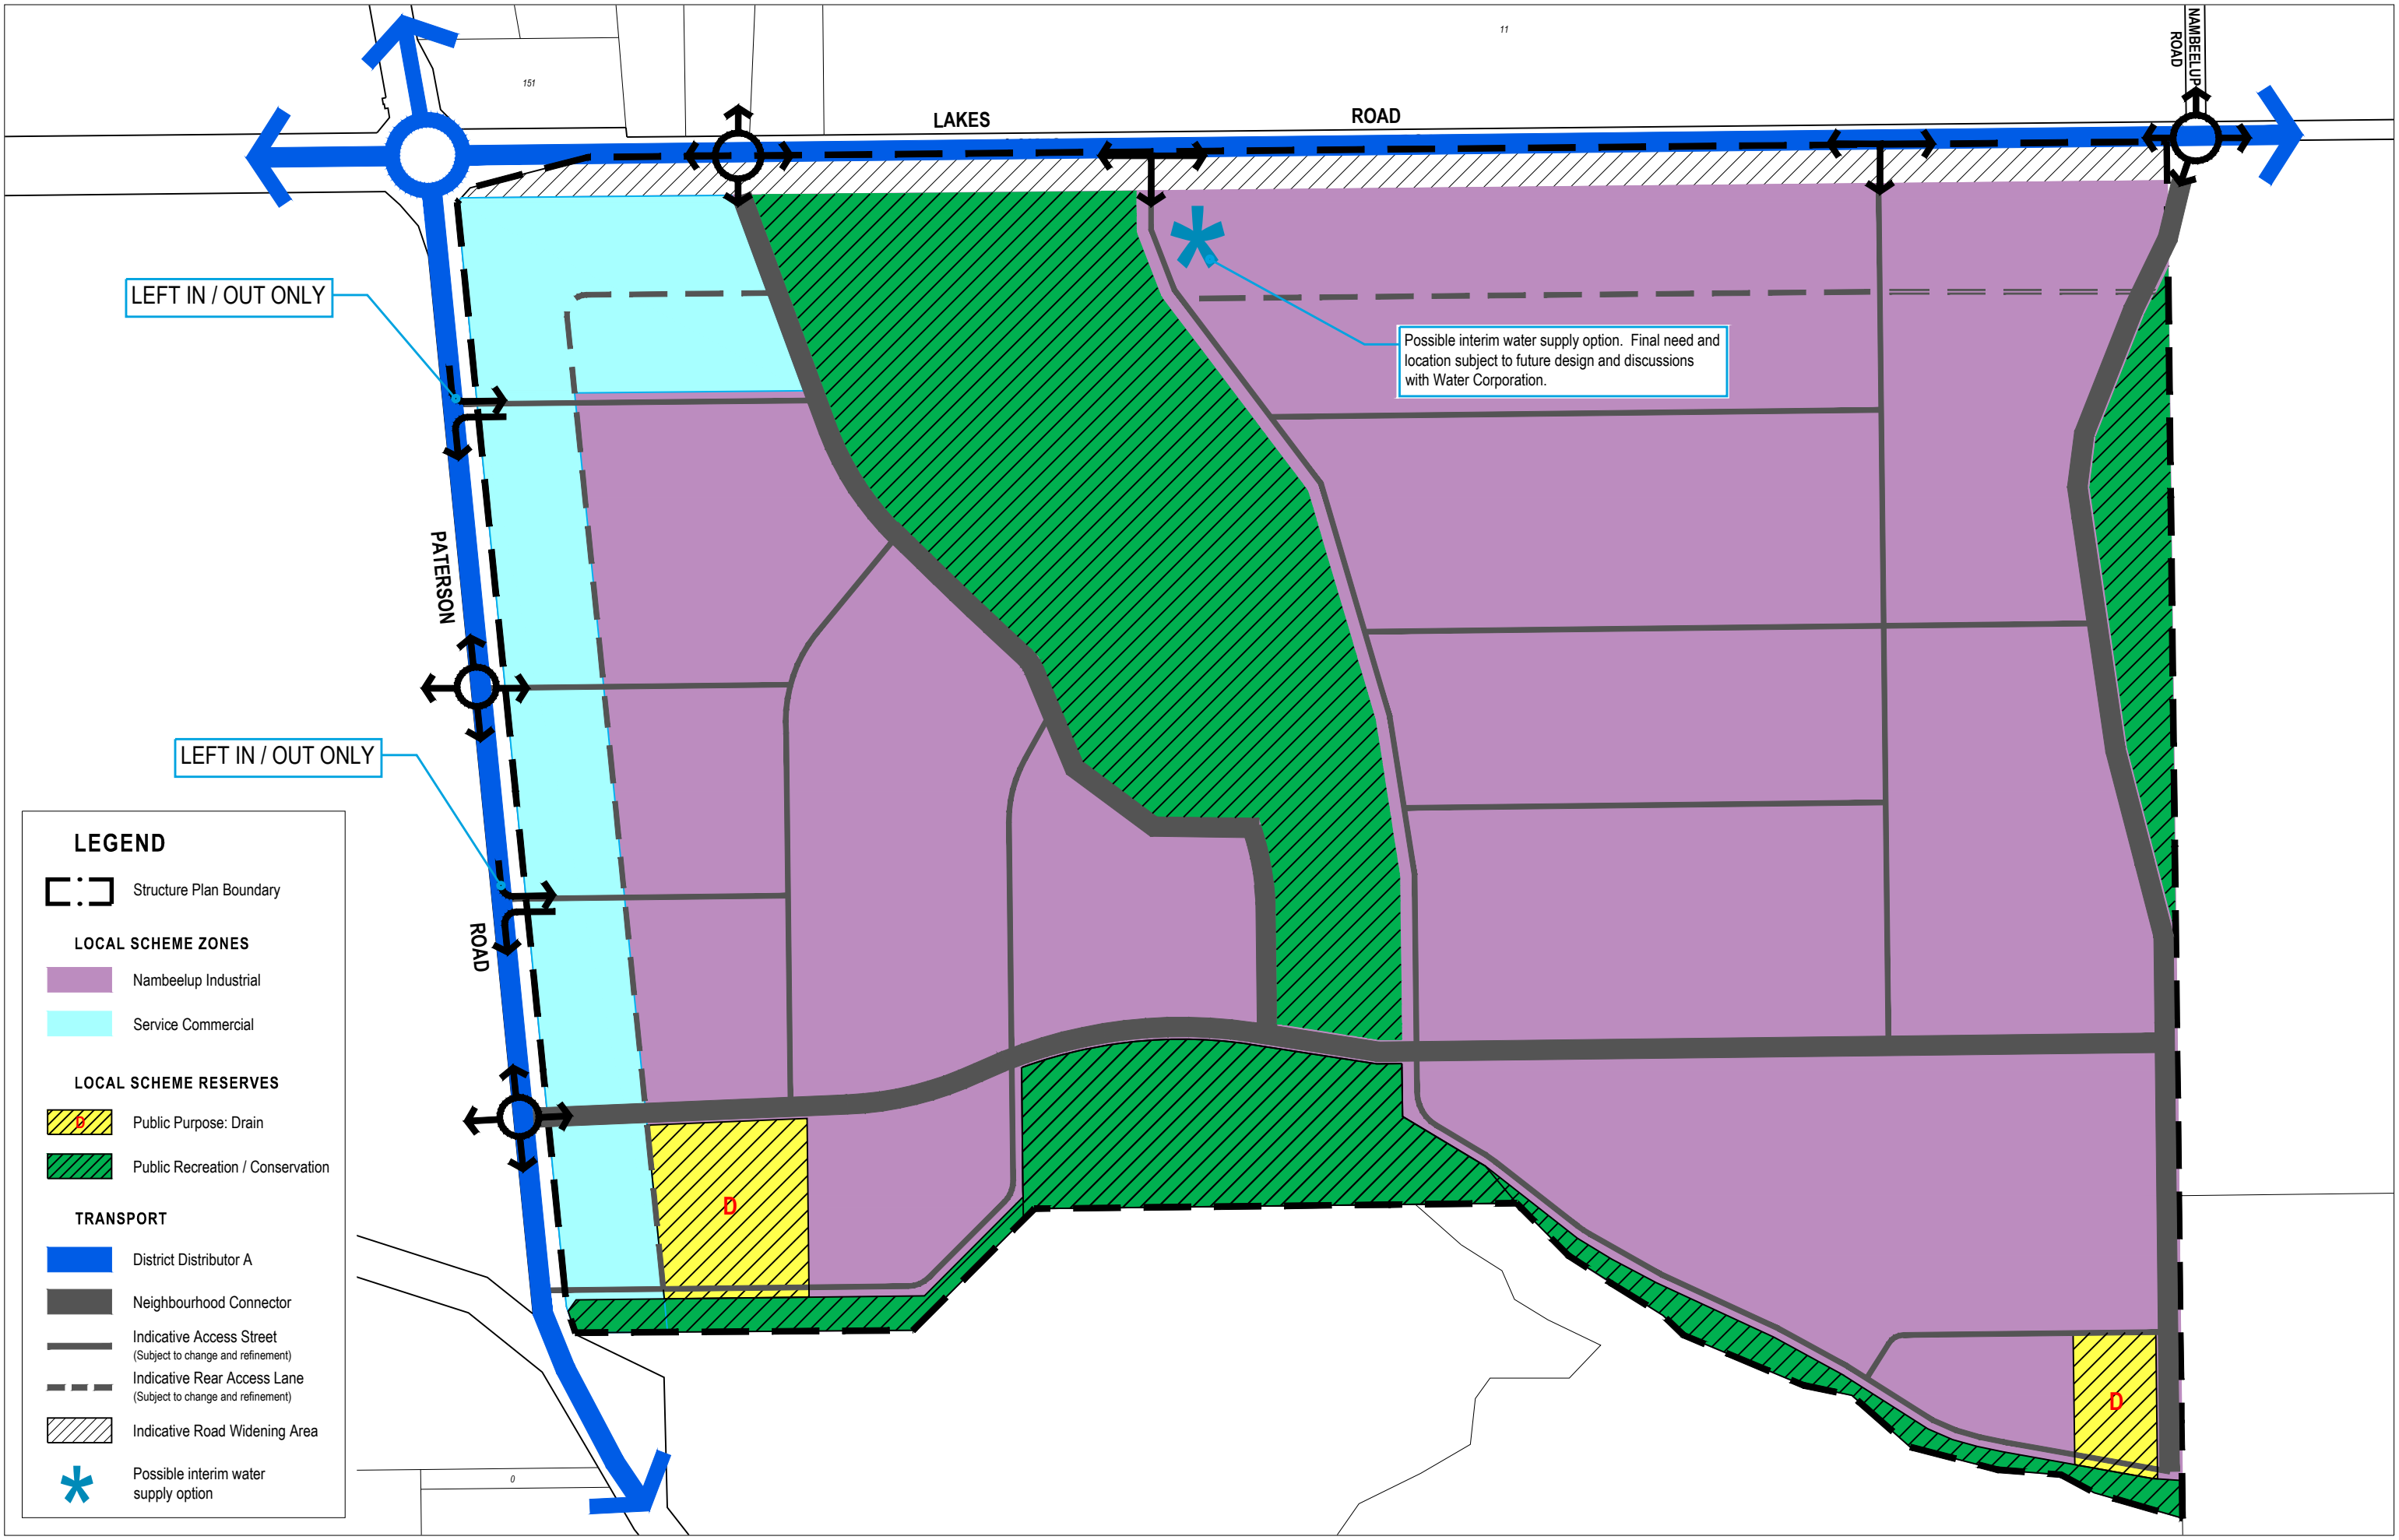 11
NAMBEELUP
ROAD
151
LAKES
ROAD
LEFT IN / OUT ONLY
Possible interim water supply option. Final need and
location subject to future design and discussions
with Water Corporation.
PATERSON
LEFT IN / OUT ONLY
ROAD
LEGEND
Structure Plan Boundary
LOCAL SCHEME ZONES
Nambeelup Industrial
Service Commercial
LOCAL SCHEME RESERVES
D
Public Purpose: Drain
Public Recreation / Conservation
TRANSPORT
District Distributor A
Neighbourhood Connector
Indicative Access Street
(Subject to change and refinement)
Indicative Rear Access Lane
(Subject to change and refinement)
Indicative Road Widening Area
Possible interim water
supply option
D
D
0